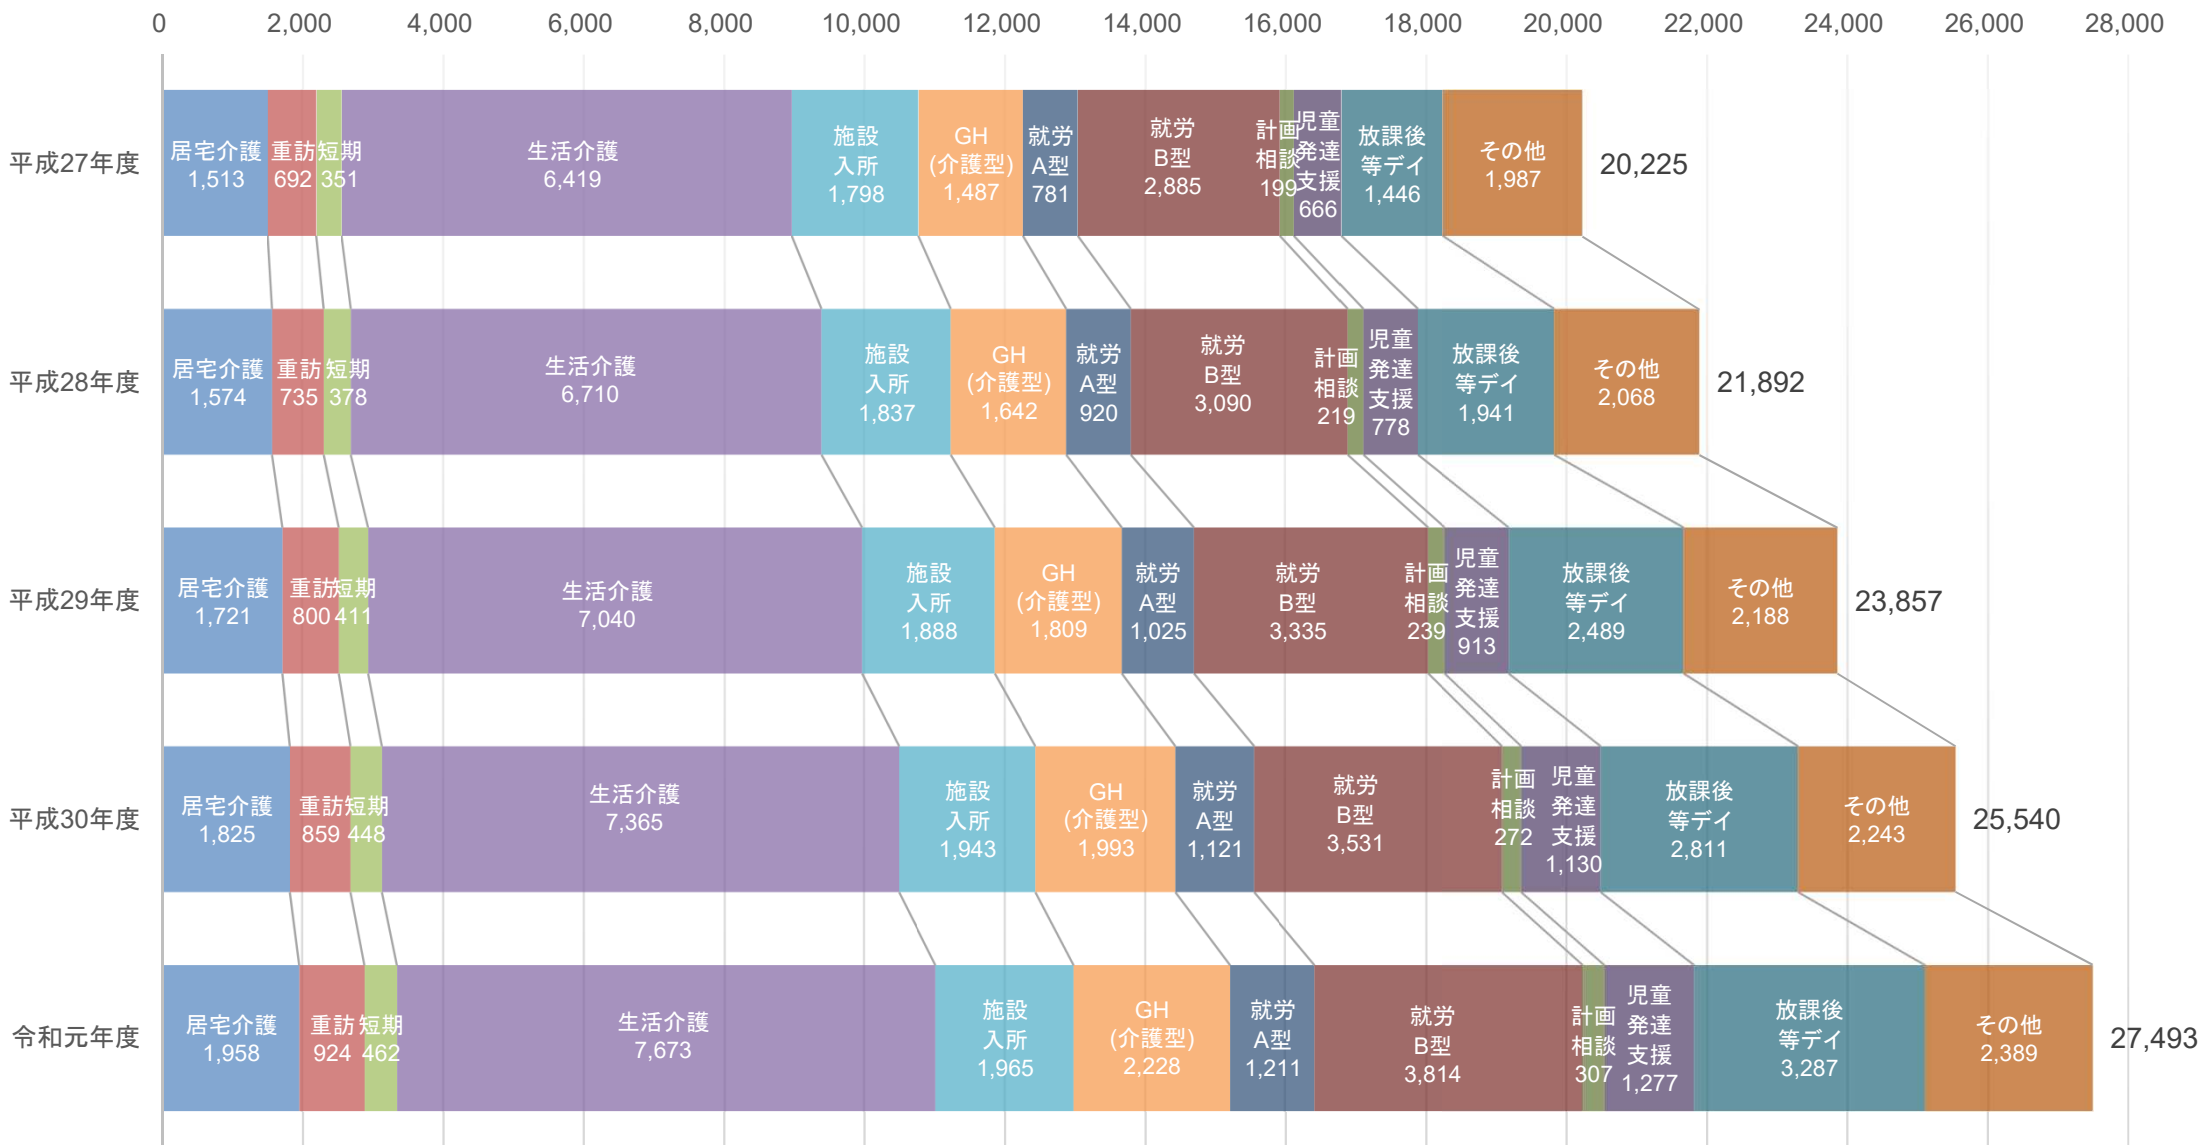 0 2,000 4,000 6,000 8,000 10,000 12,000 14,000 16,000 18,000 20,000 22,000 24,000 26,000 28,000
平成27年度
居宅介護
1,513
重訪
692
短期
351
生活介護
6,419
施設
入所
1,798
GH
(介護型)
1,487
就労
A型
781
就労
B型
2,885
計画
相談
199
児童
発達
支援
666
放課後
等デイ
1,446
その他
1,987
20,225
平成28年度
居宅介護
1,574
重訪
735
短期
378
生活介護
6,710
施設
入所
1,837
GH
(介護型)
1,642
就労
A型
920
就労
B型
3,090
計画
相談
219
児童
発達
支援
778
放課後
等デイ
1,941
その他
2,068
21,892
平成29年度
居宅介護
1,721
重訪
800
短期
411
生活介護
7,040
施設
入所
1,888
GH
(介護型)
1,809
就労
A型
1,025
就労
B型
3,335
計画
相談
239
児童
発達
支援
913
放課後
等デイ
2,489
その他
2,188
23,857
平成30年度
居宅介護
1,825
重訪
859
短期
448
生活介護
7,365
施設
入所
1,943
GH
(介護型)
1,993
就労
A型
1,121
就労
B型
3,531
計画
相談
272
児童
発達
支援
1,130
放課後
等デイ
2,811
その他
2,243
25,540
令和元年度
居宅介護
1,958
重訪
924
短期
462
生活介護
7,673
施設
入所
1,965
GH
(介護型)
2,228
就労
A型
1,211
就労
B型
3,814
計画
相談
307
児童
発達
支援
1,277
放課後
等デイ
3,287
その他
2,389
27,493